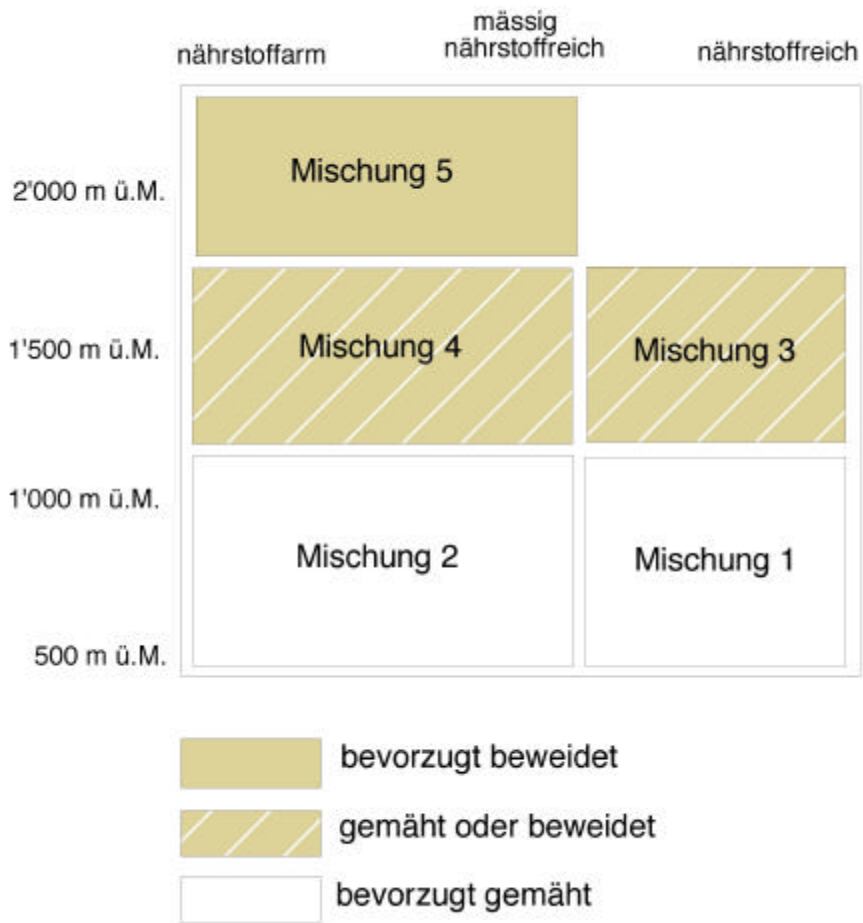 nährstoffarm
mässig
nährstoffreich
nährstoffreich
2'000 m ü.M.
Mischung 5
1'500 m ü.M.
Mischung 4
Mischung 3
1'000 m ü.M.
Mischung 2
Mischung 1
500 m ü.M.
bevorzugt beweidet
gemäht oder beweidet
bevorzugt gemäht